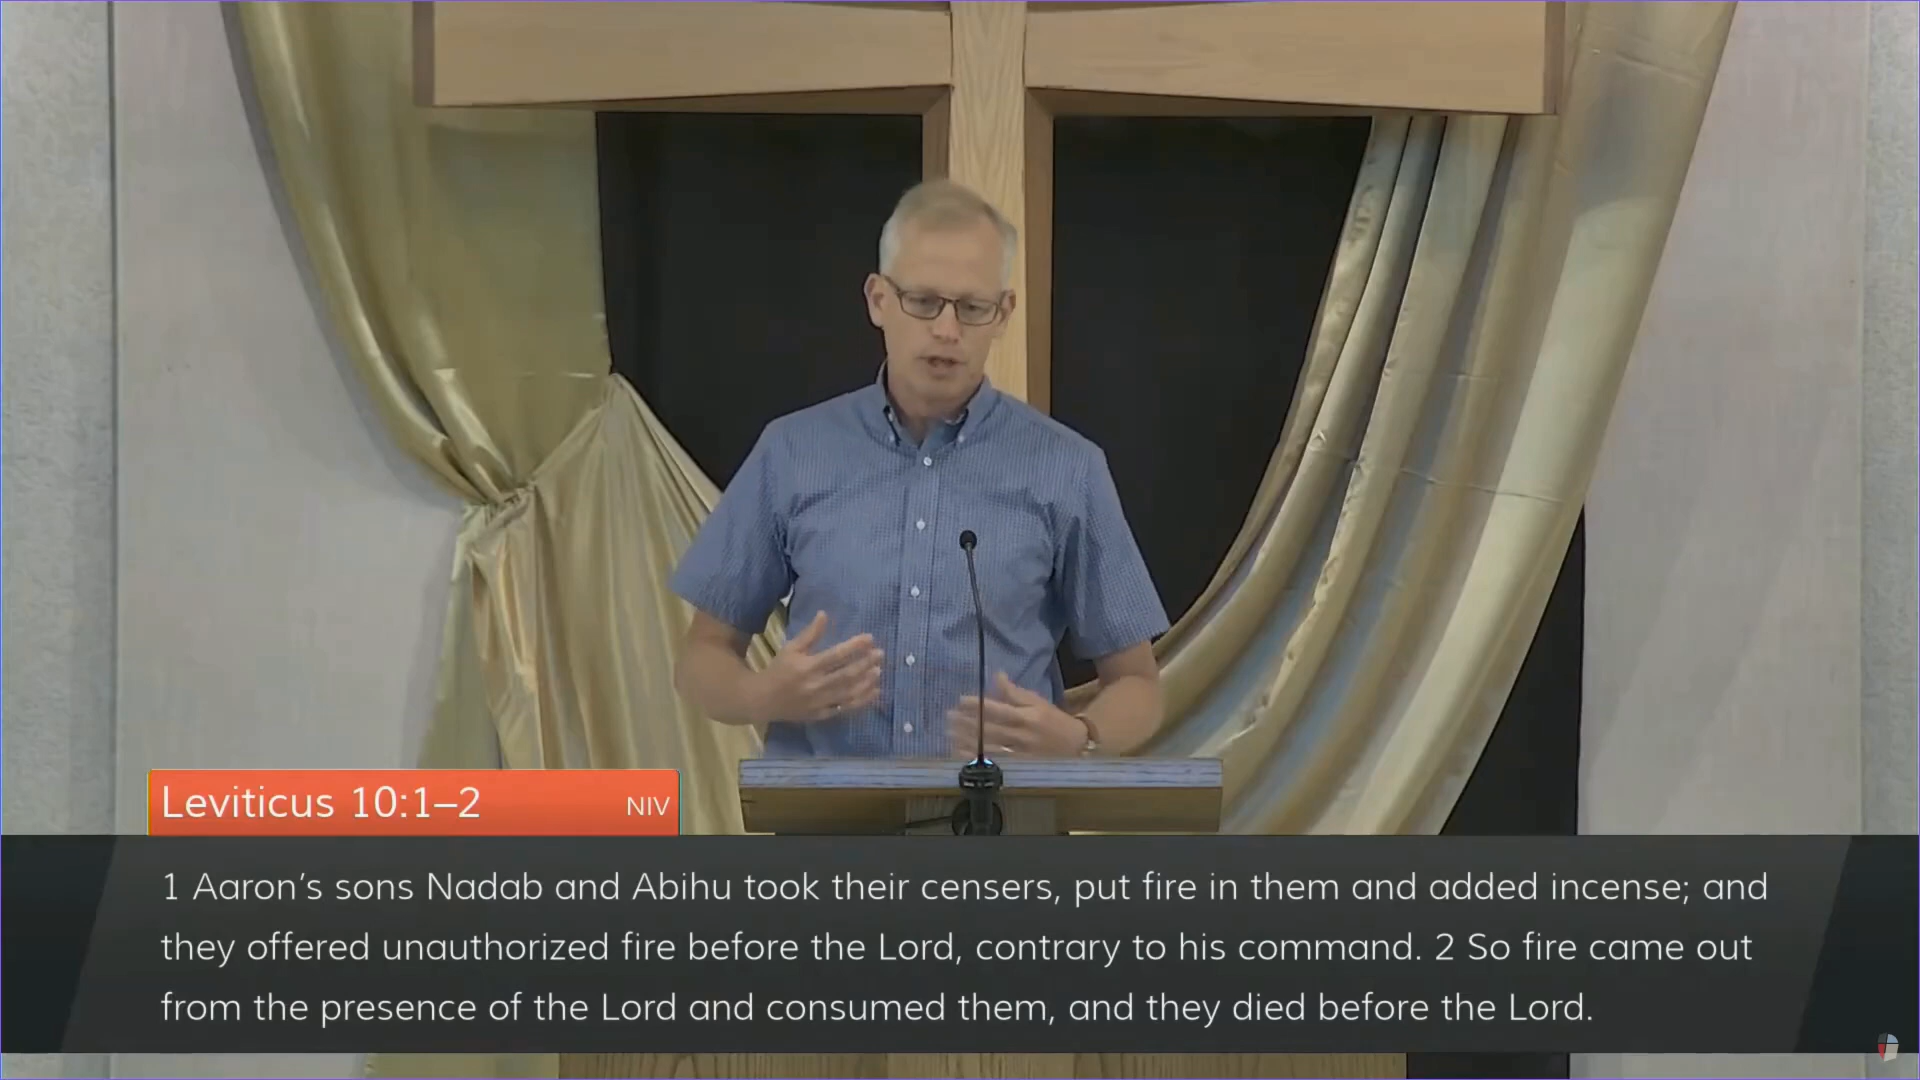 Leviticus 10:1–2 NIV
1 Aaron’s sons Nadab and Abihu took their censers, put fire in them and added incense; and
they offered unauthorized fire before the Lord, contrary to his command. 2 So fire came out
from the presence of the Lord and consumed them, and they died before the Lord.